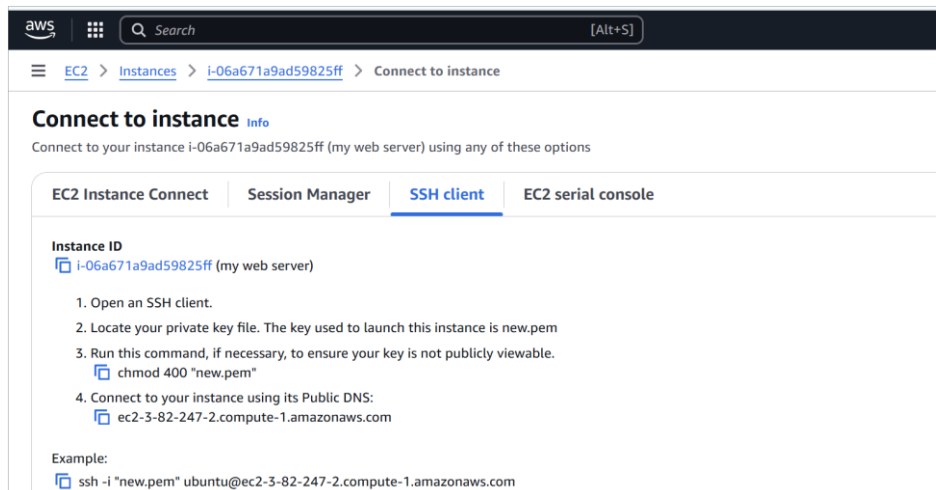 aws
Search [Alt+S]
EC2 > Instances > i-06a671a9ad59825ff > Connect to instance
Connect to instance Info
Connect to your instance i-06a671a9ad59825ff (my web server) using any of these options
EC2 Instance Connect Session Manager SSH client EC2 serial console
Instance ID
i-06a671a9ad59825ff (my web server)
1. Open an SSH client.
2. Locate your private key file. The key used to launch this instance is new.pem
3. Run this command, if necessary, to ensure your key is not publicly viewable.
chmod 400 "new.pem"
4. Connect to your instance using its Public DNS:
ec2-3-82-247-2.compute-1.amazonaws.com
Example:
ssh -i "new.pem" ubuntu@ec2-3-82-247-2.compute-1.amazonaws.com